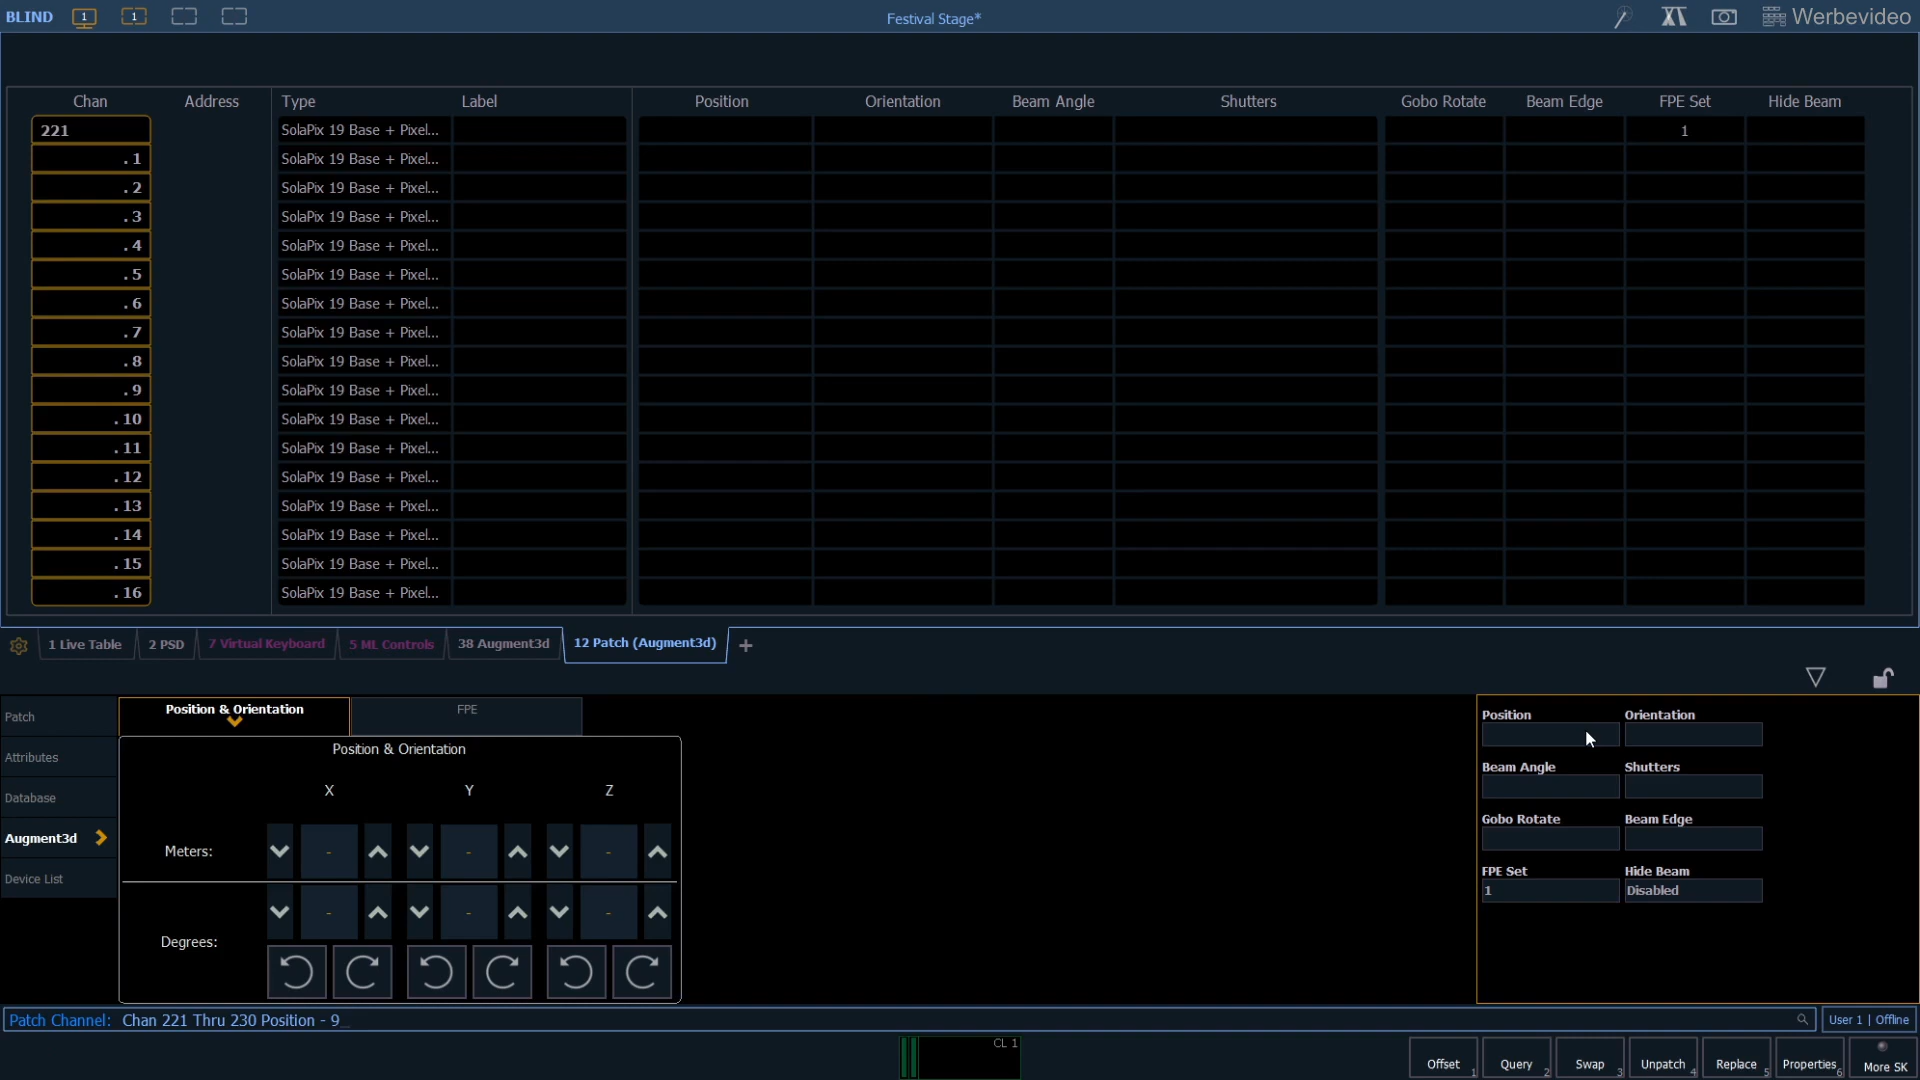 BLIND 1 1 Festival Stage* Werbevideo
Chan Address Type Label Position Orientation Beam Angle Shutters Gobo Rotate Beam Edge FPE Set Hide Beam
221 SolaPix 19 Base + Pixel... 1
.1 SolaPix 19 Base + Pixel...
.2 SolaPix 19 Base + Pixel...
.3 SolaPix 19 Base + Pixel...
.4 SolaPix 19 Base + Pixel...
.5 SolaPix 19 Base + Pixel...
.6 SolaPix 19 Base + Pixel...
.7 SolaPix 19 Base + Pixel...
.8 SolaPix 19 Base + Pixel...
.9 SolaPix 19 Base + Pixel...
.10 SolaPix 19 Base + Pixel...
.11 SolaPix 19 Base + Pixel...
.12 SolaPix 19 Base + Pixel...
.13 SolaPix 19 Base + Pixel...
.14 SolaPix 19 Base + Pixel...
.15 SolaPix 19 Base + Pixel...
.16 SolaPix 19 Base + Pixel...
1 Live Table 2 PSD 7 Virtual Keyboard 5 ML Controls 38 Augment3d 12 Patch (Augment3d) +
Patch
Attributes
Database
Augment3d
Device List
Position & Orientation FPE
Position & Orientation
X Y Z
Meters: - - -
Degrees: - - -
Position Orientation
Beam Angle Shutters
Gobo Rotate Beam Edge
FPE Set Hide Beam
1 Disabled
Patch Channel: Chan 221 Thru 230 Position - 9_ User 1 | Offline
CL 1
Offset 1 Query 2 Swap 3 Unpatch 4 Replace 5 Properties 6 More SK